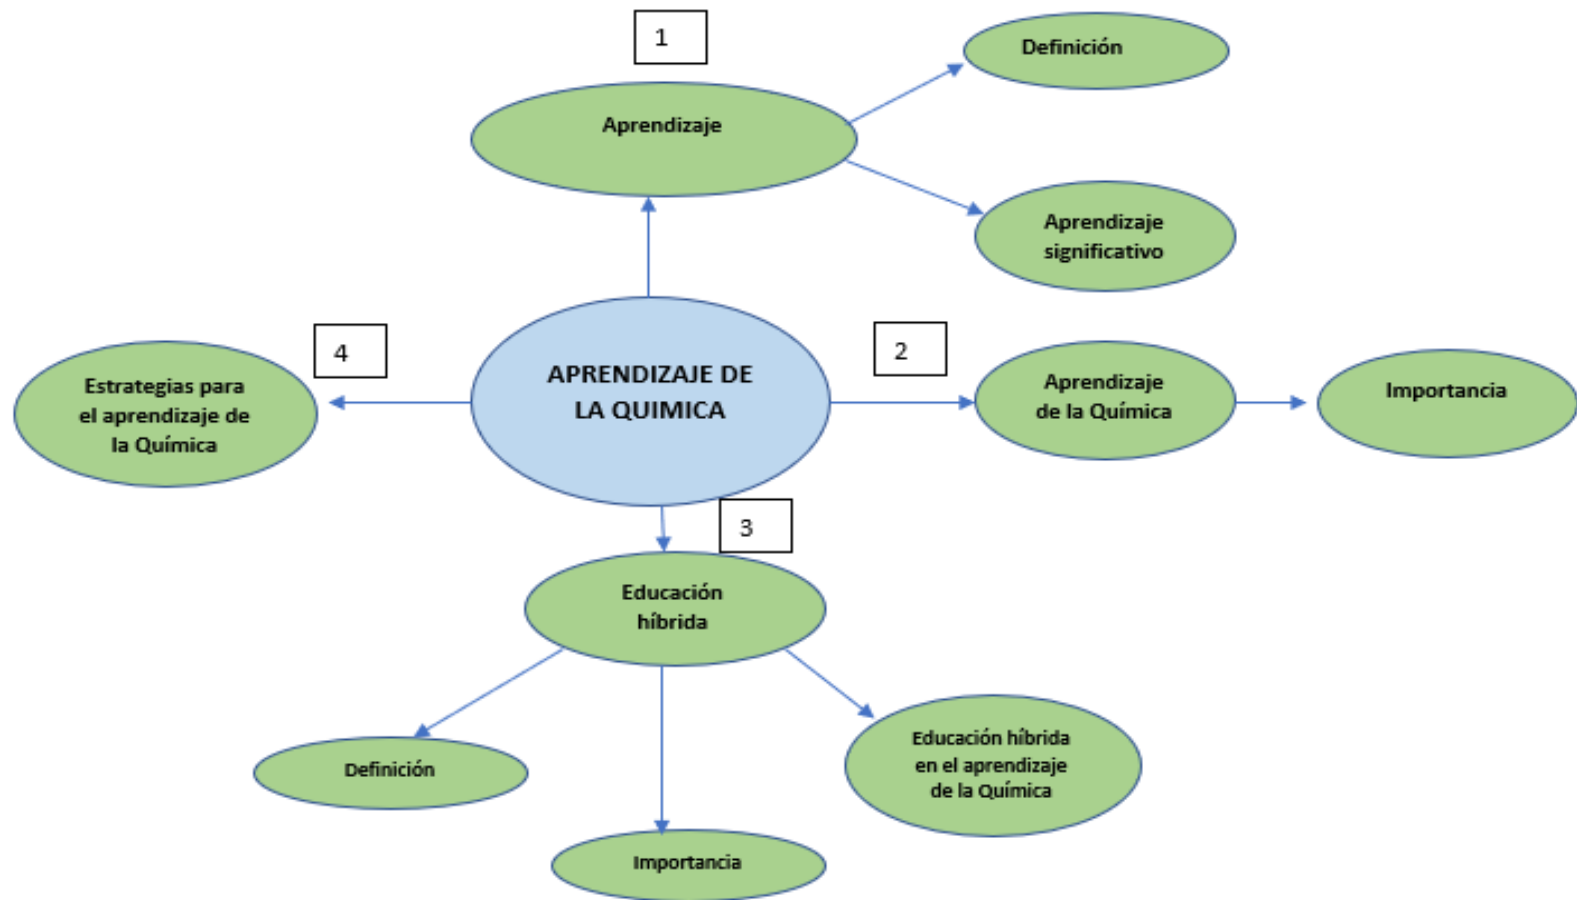 1
Definición
Aprendizaje
Aprendizaje
significativo
4
2
APRENDIZAJE DE
LA QUIMICA
Estrategias para
el aprendizaje de
la Química
Aprendizaje
de la Química
Importancia
3
Educación
híbrida
Definición
Educación híbrida
en el aprendizaje
de la Química
Importancia